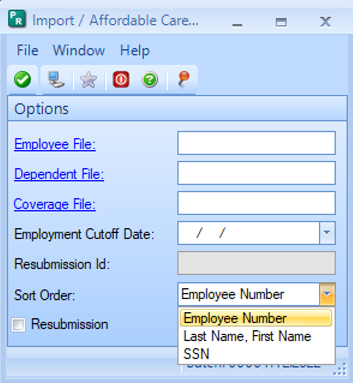 PR Import / Affordable Care...
File Window Help
Options
Employee File:
Dependent File:
Coverage File:
Employment Cutoff Date: / /
Resubmission Id:
Sort Order: Employee Number
Employee Number
Resubmission
Last Name, First Name
SSN